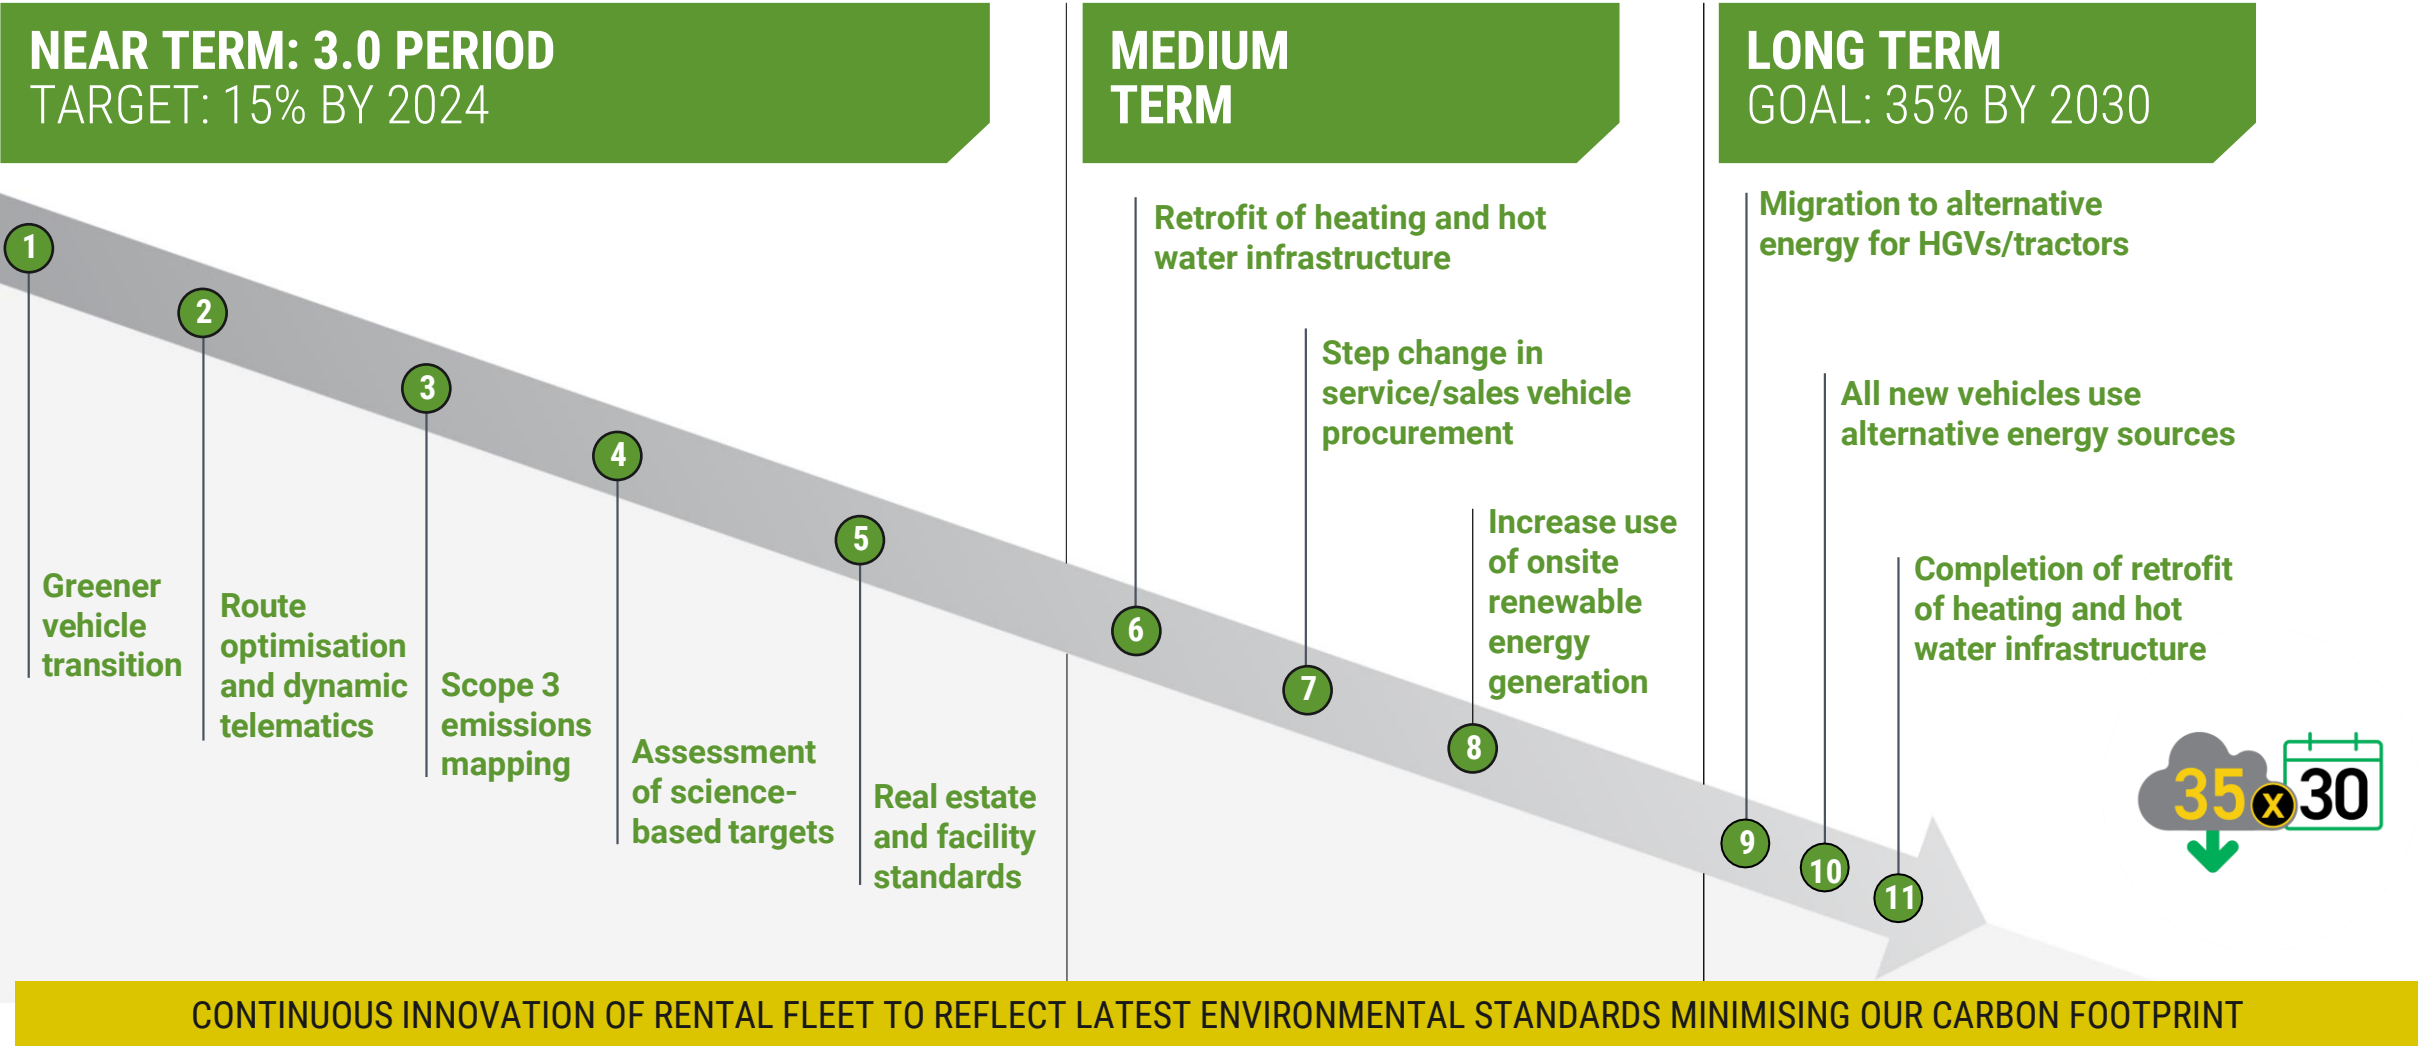 NEAR TERM: 3.0 PERIOD
TARGET: 15% BY 2024
MEDIUM
TERM
LONG TERM
GOAL: 35% BY 2030
1
Greener
vehicle
transition
2
Route
optimisation
and dynamic
telematics
3
Scope 3
emissions
mapping
4
Assessment
of science-
based targets
5
Real estate
and facility
standards
Retrofit of heating and hot
water infrastructure
6
Step change in
service/sales vehicle
procurement
7
Increase use
of onsite
renewable
energy
generation
8
Migration to alternative
energy for HGVs/tractors
9
All new vehicles use
alternative energy sources
10
Completion of retrofit
of heating and hot
water infrastructure
11
35 X 30
CONTINUOUS INNOVATION OF RENTAL FLEET TO REFLECT LATEST ENVIRONMENTAL STANDARDS MINIMISING OUR CARBON FOOTPRINT